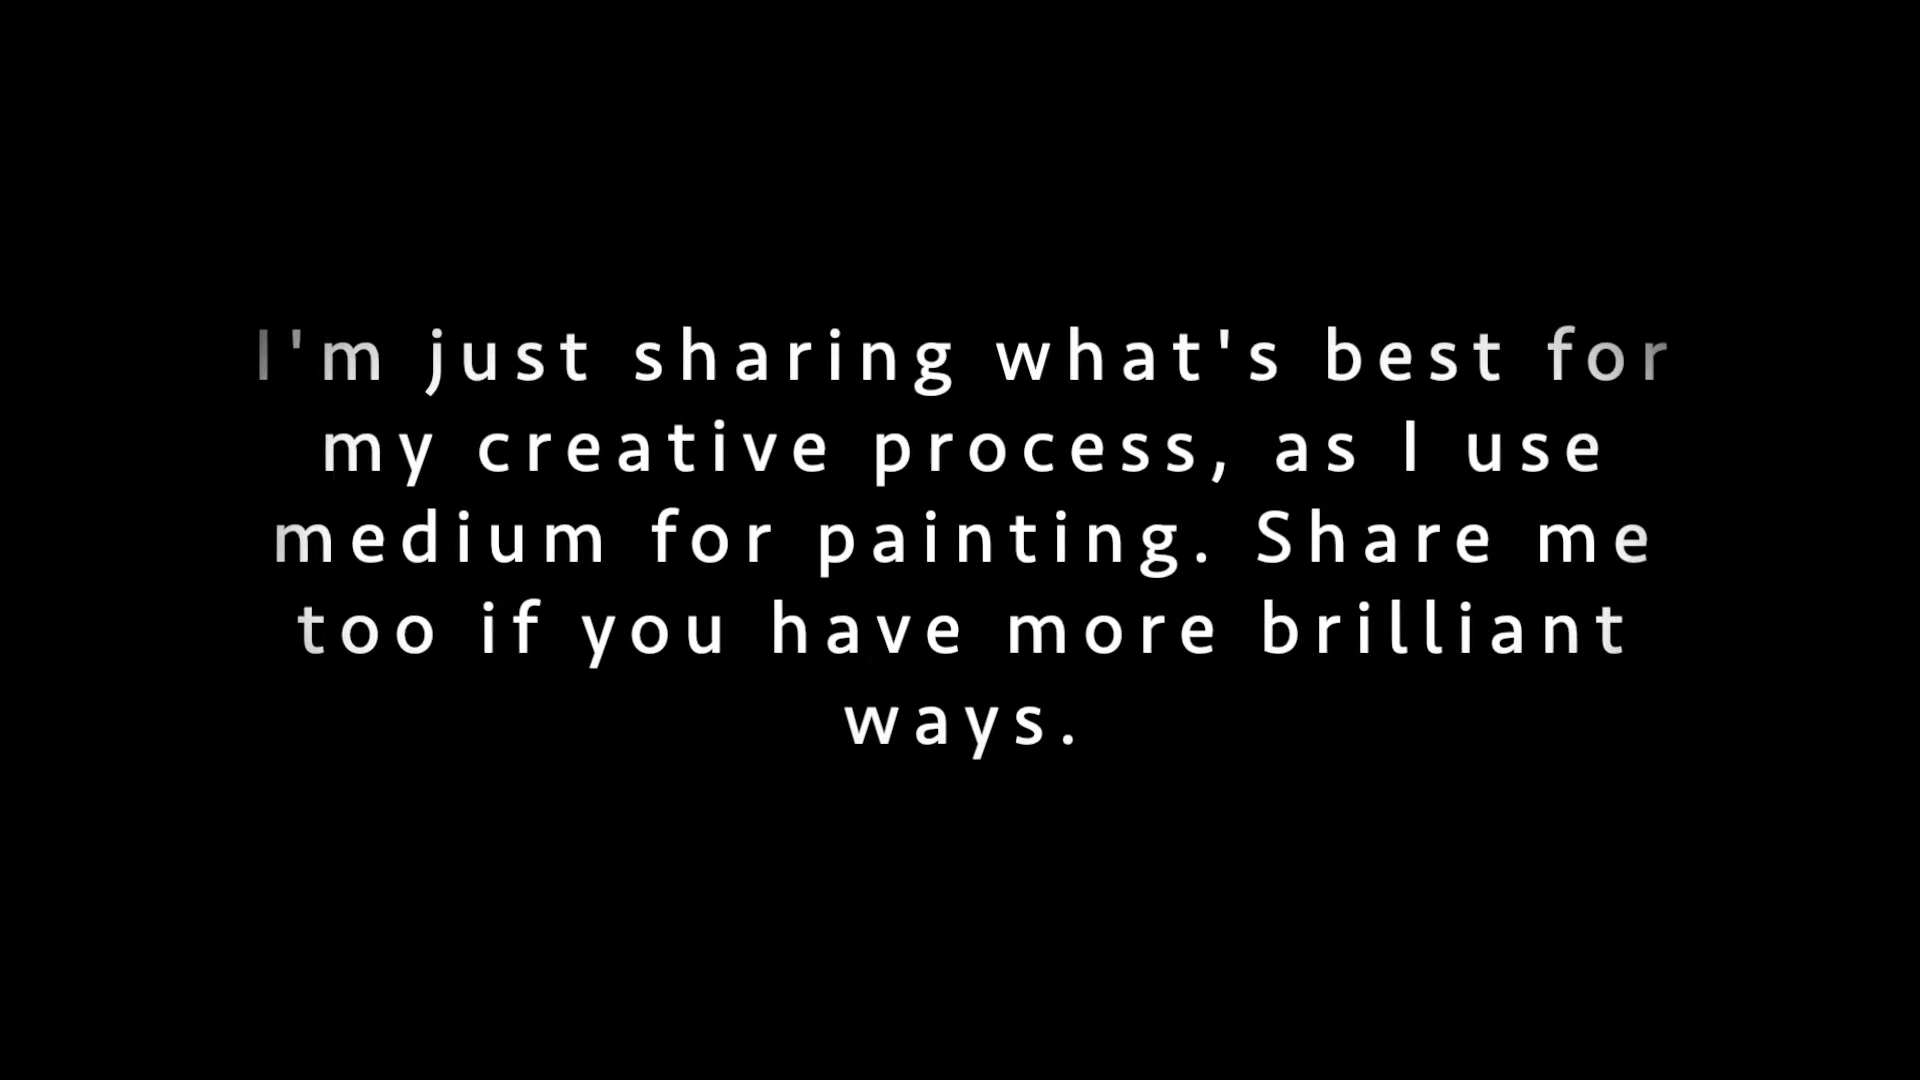 I'm just sharing what's best for
my creative process, as I use
medium for painting. Share me
too if you have more brilliant
ways.